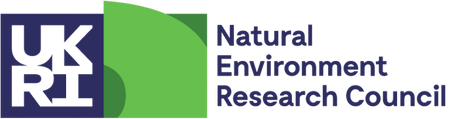 UK
RI
Natural
Environment
Research Council